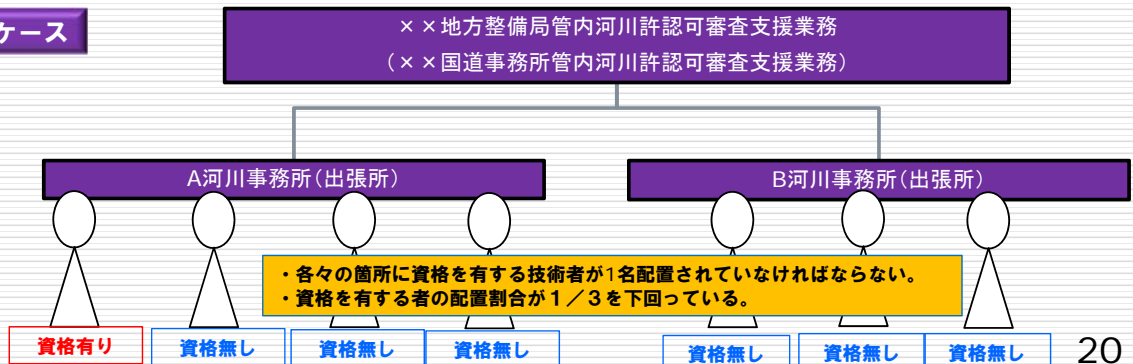 ケース
××地方整備局管内河川許認可審査支援業務
（××国道事務所管内河川許認可審査支援業務）
A河川事務所（出張所）
B河川事務所（出張所）
・各々の箇所に資格を有する技術者が1名配置されていなければならない。
・資格を有する者の配置割合が１／３を下回っている。
資格有り
資格無し
資格無し
資格無し
資格無し
資格無し
資格無し
20